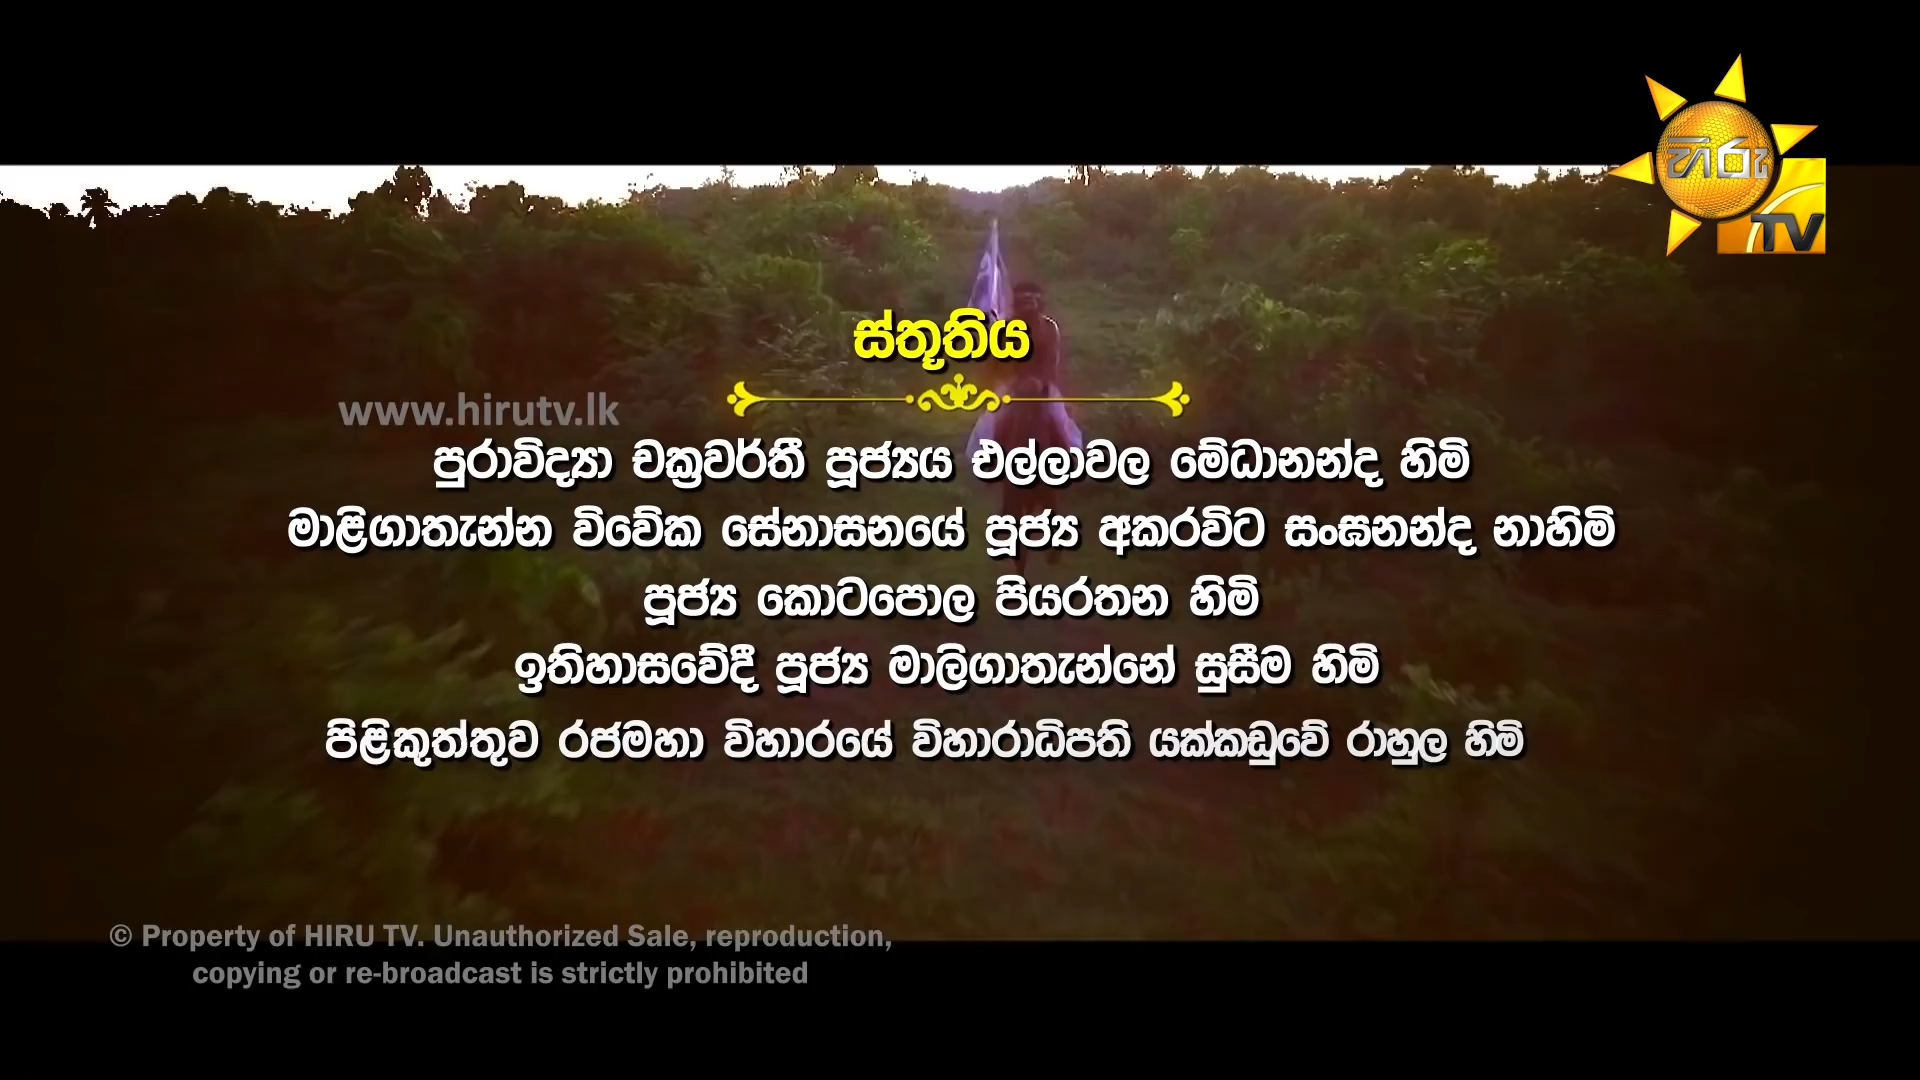 හිරු
TV
ස්තූතිය
www.hirutv.lk
පුරාවිද්‍යා චක්‍රවර්තී පූජ්‍යය එල්ලාවල මේධානන්ද හිමි
මාළිගාතැන්න විවේක සේනාසනයේ පූජ්‍ය අකරවිට සංඝනන්ද නාහිමි
පූජ්‍ය කොටපොල පියරතන හිමි
ඉතිහාසවේදී පූජ්‍ය මාලිගාතැන්නේ සුසීම හිමි
පිළිකුත්තුව රජමහා විහාරයේ විහාරාධිපති යක්කඩුවේ රාහුල හිමි
© Property of HIRU TV. Unauthorized Sale, reproduction,
copying or re-broadcast is strictly prohibited